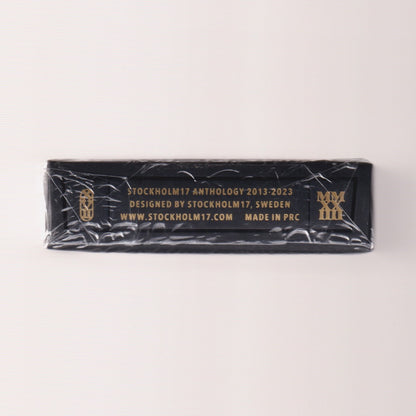 STOCKHOLM17 ANTHOLOGY 2013-2023
DESIGNED BY STOCKHOLM17, SWEDEN
WWW.STOCKHOLM17.COM MADE IN PRC
MM
XX
III